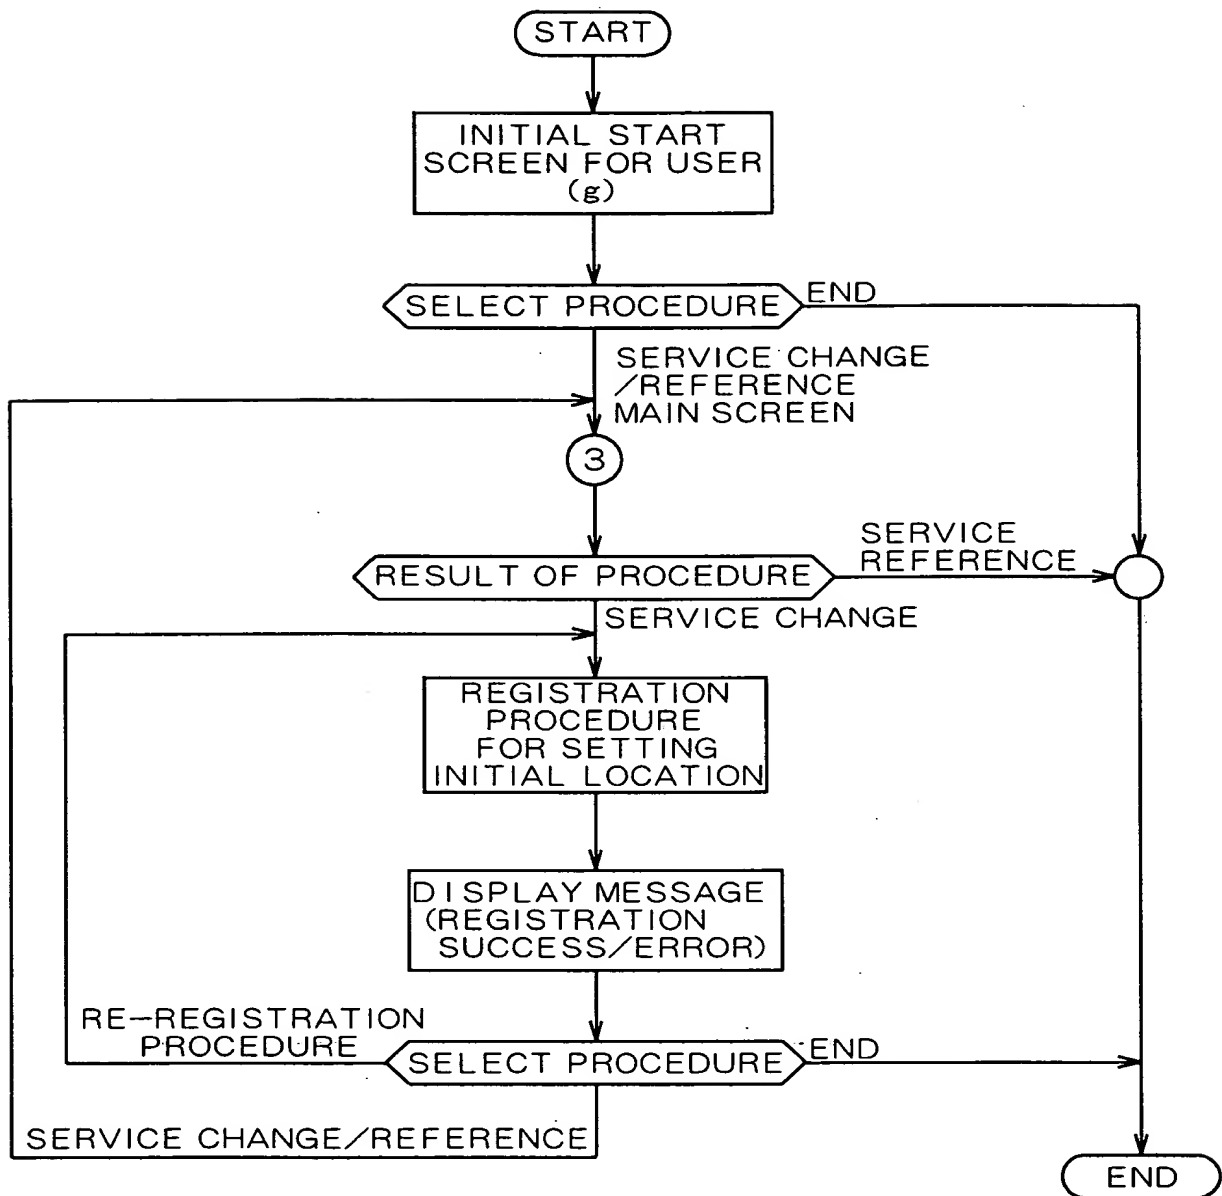 START
INITIAL START
SCREEN FOR USER
(g)
SELECT PROCEDURE
END
SERVICE CHANGE
/REFERENCE
MAIN SCREEN
3
RESULT OF PROCEDURE
SERVICE
REFERENCE
SERVICE CHANGE
REGISTRATION
PROCEDURE
FOR SETTING
INITIAL LOCATION
DISPLAY MESSAGE
(REGISTRATION
SUCCESS/ERROR)
RE-REGISTRATION
PROCEDURE
SELECT PROCEDURE
END
SERVICE CHANGE/REFERENCE
END